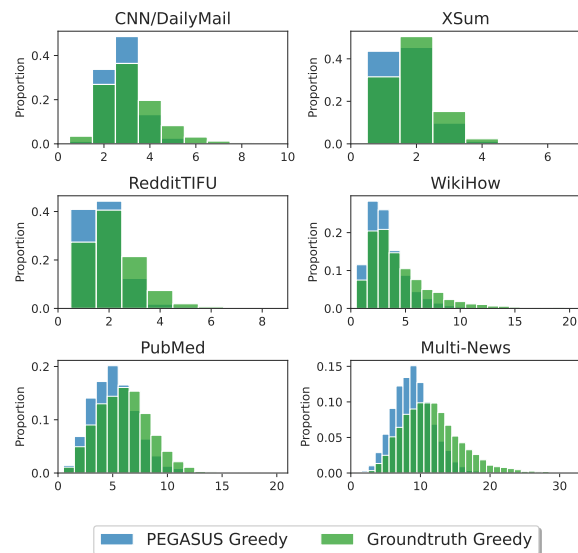 CNN/DailyMail
Proportion
0.4
0.2
0.0
0 2 4 6 8 10
XSum
Proportion
0.4
0.2
0.0
0 2 4 6
RedditTIFU
Proportion
0.4
0.2
0.0
0 2 4 6 8
WikiHow
Proportion
0.2
0.1
0.0
0 5 10 15 20
PubMed
Proportion
0.2
0.1
0.0
0 5 10 15 20
Multi-News
Proportion
0.15
0.10
0.05
0.00
0 10 20 30
PEGASUS Greedy Groundtruth Greedy